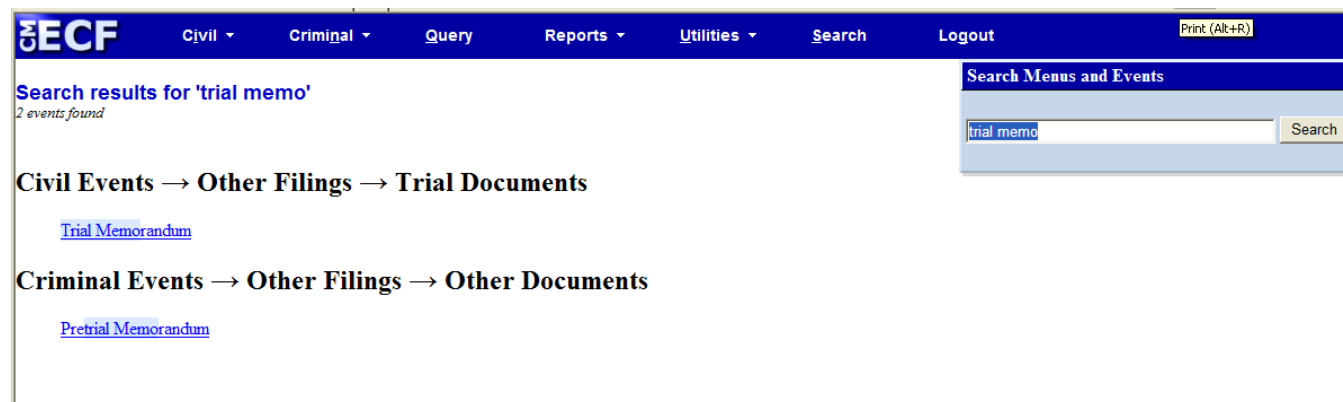 CM ECF Civil Criminal Query Reports Utilities Search Logout
Print (Alt+R)
Search Menus and Events
trial memo Search
Search results for 'trial memo'
2 events found
Civil Events → Other Filings → Trial Documents
Trial Memorandum
Criminal Events → Other Filings → Other Documents
Pretrial Memorandum